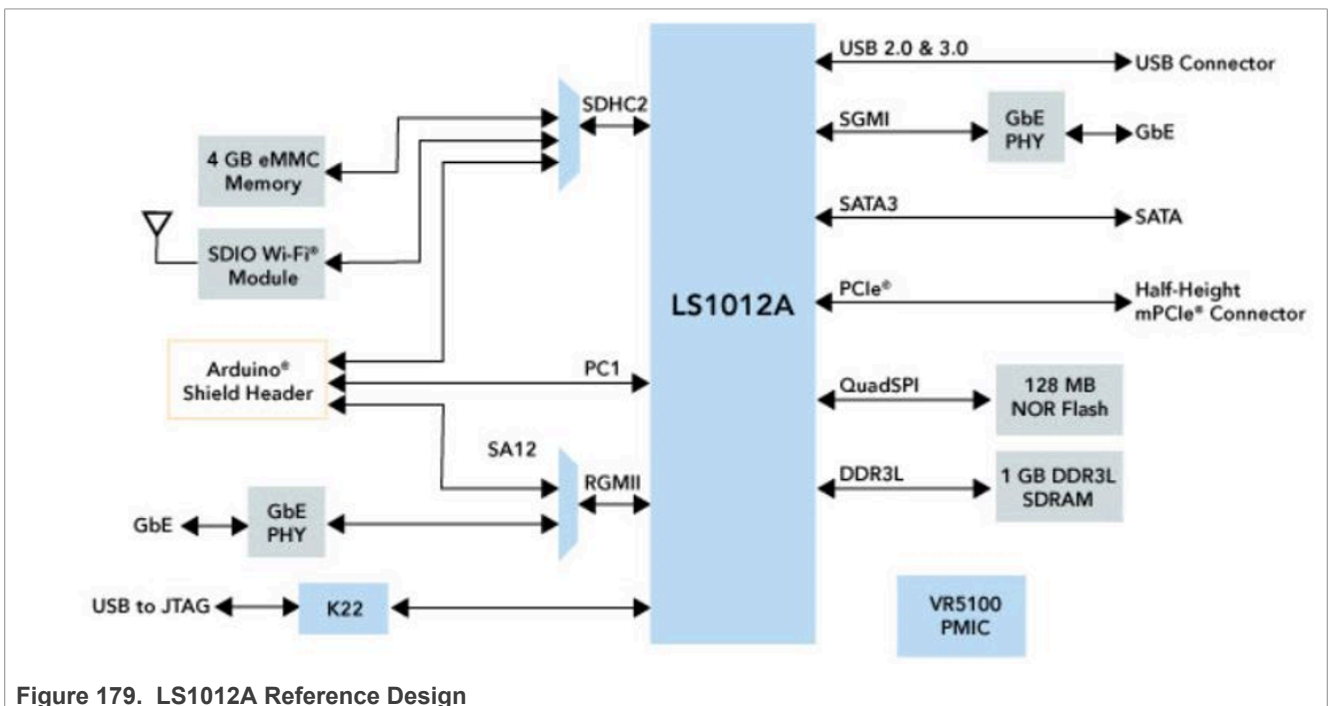 SDHC2
4 GB eMMC
Memory
SDIO Wi-Fi®
Module
Arduino®
Shield Header
PC1
SA12
RGMII
GbE
GbE
PHY
USB to JTAG
K22
LS1012A
USB 2.0 & 3.0
USB Connector
SGMI
GbE
PHY
GbE
SATA3
SATA
PCIe®
Half-Height
mPCIe® Connector
QuadSPI
128 MB
NOR Flash
DDR3L
1 GB DDR3L
SDRAM
VR5100
PMIC
Figure 179. LS1012A Reference Design